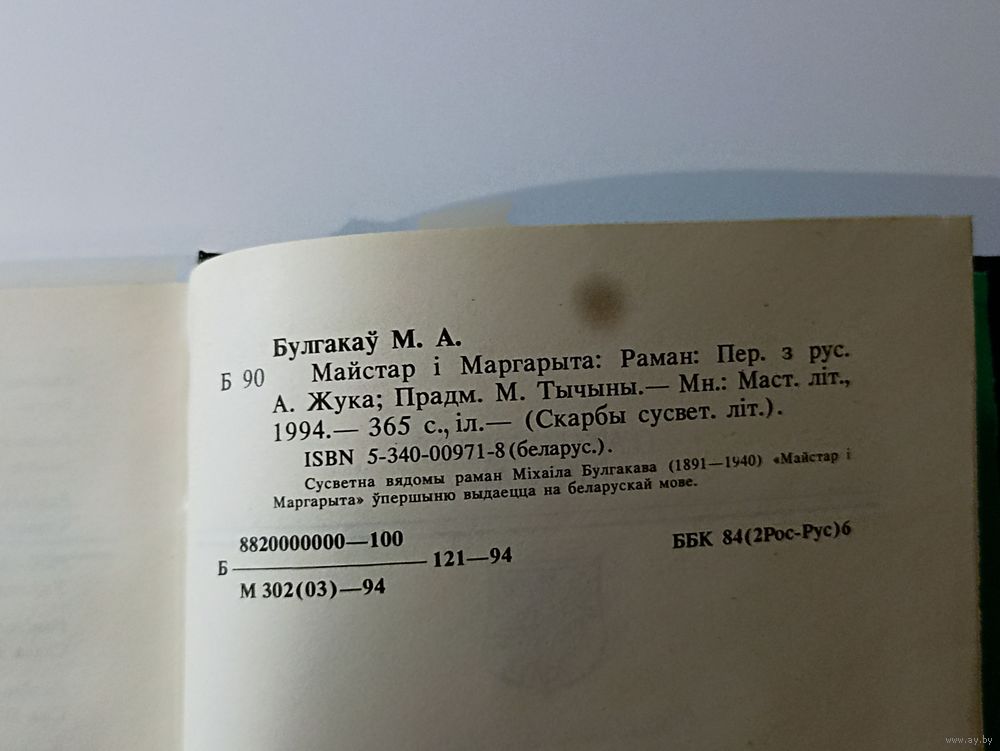 Булгакаў М. А.
Б 90 Майстар і Маргарыта: Раман: Пер. з рус.
А. Жука; Прадм. М. Тычыны.— Мн.: Маст. літ.,
1994.— 365 с., іл.— (Скарбы сусвет. літ.).
ISBN 5-340-00971-8 (беларус.).
Сусветна вядомы раман Міхаіла Булгакава (1891—1940) «Майстар і
Маргарыта» ўпершыню выдаецца на беларускай мове.
8820000000—100
Б 121—94
М 302(03)—94
ББК 84(2Рос-Рус)6
www.ay.by